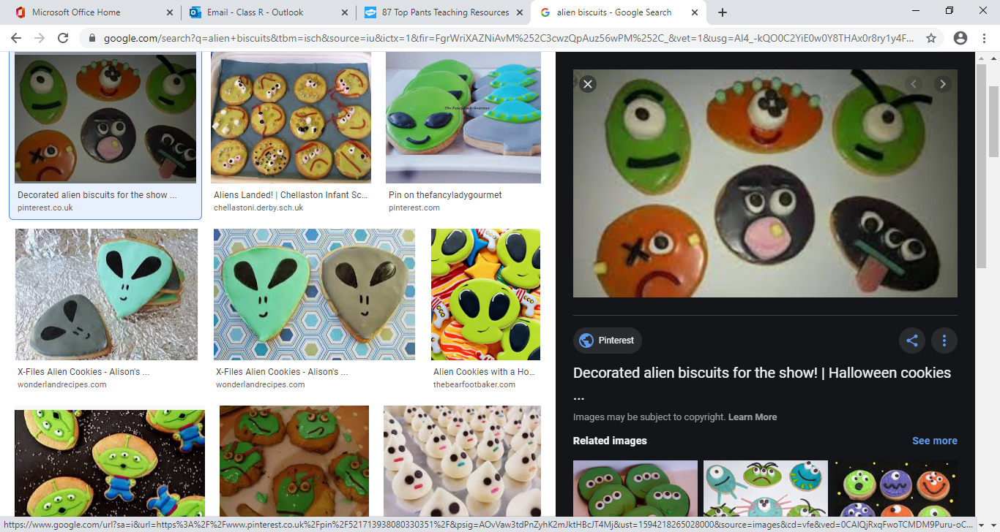 Microsoft Office Home
Email - Class R - Outlook
87 Top Pants Teaching Resources
alien biscuits - Google Search
google.com/search?q=alien+biscuits&tbm=isch&source=iu&ictx=1&fir=FgrWriXAZNiAvM%252C3cwzQpAuz56wPM%252C_&vet=1&usg=AI4_-kQO0C2YiE0w0Y8THAx0r8ry1y4F...
The Fancy Lady Gourmet
Decorated alien biscuits for the show ...
pinterest.co.uk
Aliens Landed! | Chellaston Infant Sc...
chellastoni.derby.sch.uk
Pin on thefancyladygourmet
pinterest.com
X-Files Alien Cookies - Alison's ...
wonderlandrecipes.com
X-Files Alien Cookies - Alison's ...
wonderlandrecipes.com
Alien Cookies with a Ho...
thebearfootbaker.com
Pinterest
Decorated alien biscuits for the show! | Halloween cookies
...
Images may be subject to copyright. Learn More
Related images
See more
https://www.google.com/url?sa=i&url=https%3A%2F%2Fwww.pinterest.co.uk%2Fpin%2F521713938080330351%2F&psig=AOvVaw3tdPnZyhK2mJktHBcJT4Mj&ust=1594218265028000&source=images&cd=vfe&ved=0CAIQjRxqFwoTCMDM9Puru-oC...